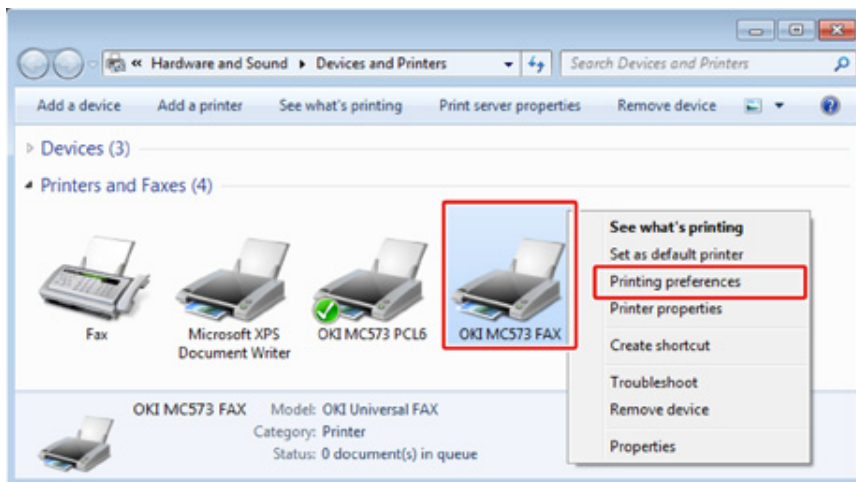 « Hardware and Sound ▸ Devices and Printers
Search Devices and Printers
Add a device Add a printer See what's printing Print server properties Remove device
Devices (3)
Printers and Faxes (4)
Fax
Microsoft XPS
Document Writer
OKI MC573 PCL6
OKI MC573 FAX
See what's printing
Set as default printer
Printing preferences
Printer properties
Create shortcut
Troubleshoot
Remove device
Properties
OKI MC573 FAX Model: OKI Universal FAX
Category: Printer
Status: 0 document(s) in queue